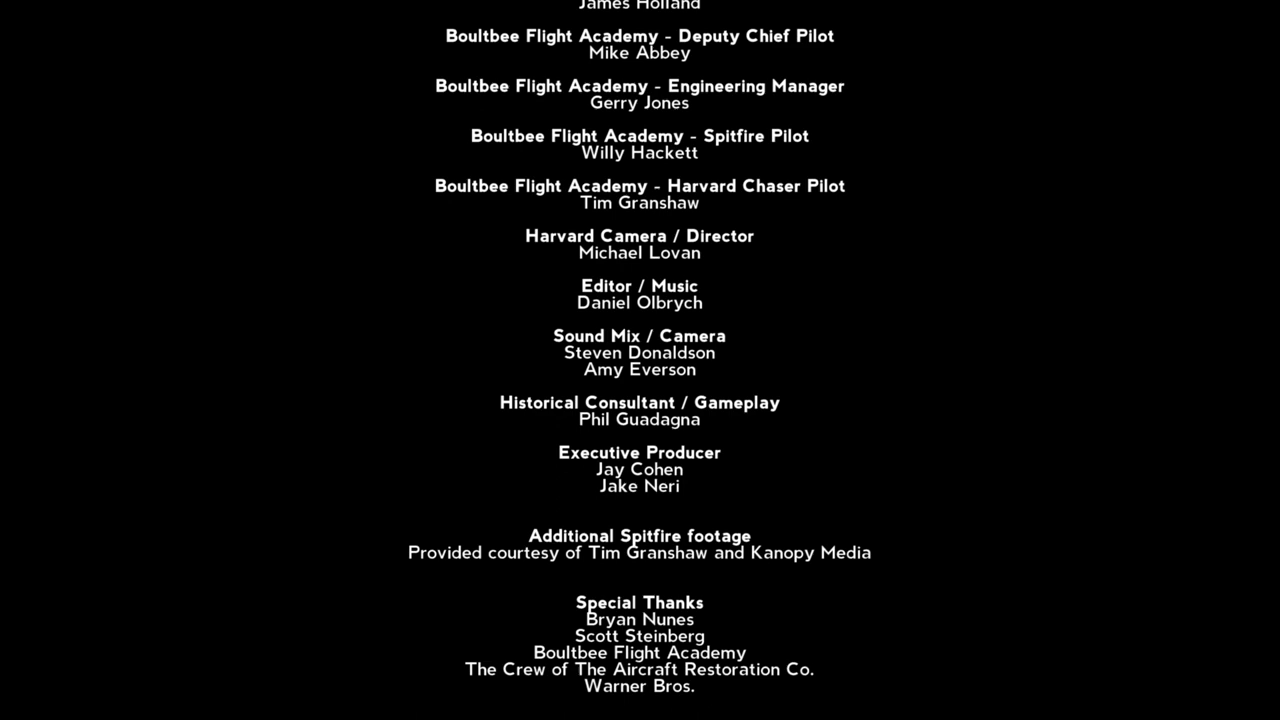 James Holland
Boultbee Flight Academy - Deputy Chief Pilot
Mike Abbey
Boultbee Flight Academy - Engineering Manager
Gerry Jones
Boultbee Flight Academy - Spitfire Pilot
Willy Hackett
Boultbee Flight Academy - Harvard Chaser Pilot
Tim Granshaw
Harvard Camera / Director
Michael Lovan
Editor / Music
Daniel Olbrych
Sound Mix / Camera
Steven Donaldson
Amy Everson
Historical Consultant / Gameplay
Phil Guadagna
Executive Producer
Jay Cohen
Jake Neri
Additional Spitfire footage
Provided courtesy of Tim Granshaw and Kanopy Media
Special Thanks
Bryan Nunes
Scott Steinberg
Boultbee Flight Academy
The Crew of The Aircraft Restoration Co.
Warner Bros.